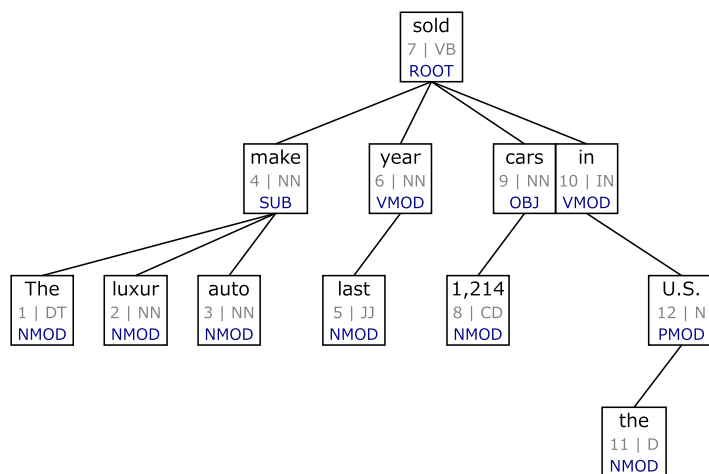 sold
7 | VB
ROOT
make
4 | NN
SUB
year
6 | NN
VMOD
cars
9 | NN
OBJ
in
10 | IN
VMOD
The
1 | DT
NMOD
luxur
2 | NN
NMOD
auto
3 | NN
NMOD
last
5 | JJ
NMOD
1,214
8 | CD
NMOD
U.S.
12 | N
PMOD
the
11 | D
NMOD